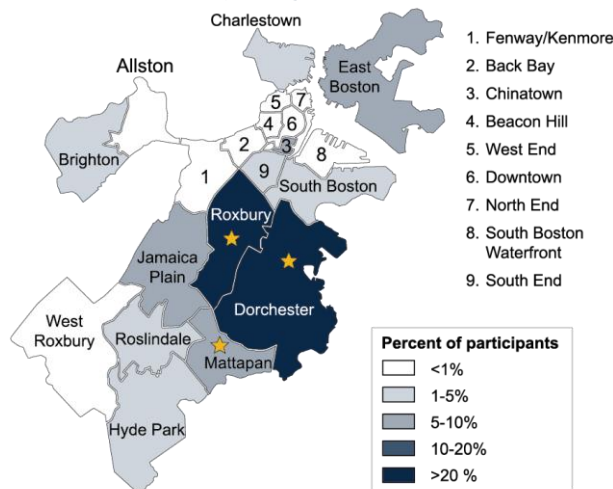 Charlestown
Allston
East
Boston
Brighton
5
7
4
6
2
3
8
1
9
South Boston
Roxbury
Jamaica
Plain
Dorchester
West
Roxbury
Roslindale
Mattapan
Hyde Park
1. Fenway/Kenmore
2. Back Bay
3. Chinatown
4. Beacon Hill
5. West End
6. Downtown
7. North End
8. South Boston
Waterfront
9. South End
Percent of participants
<1%
1-5%
5-10%
10-20%
>20 %